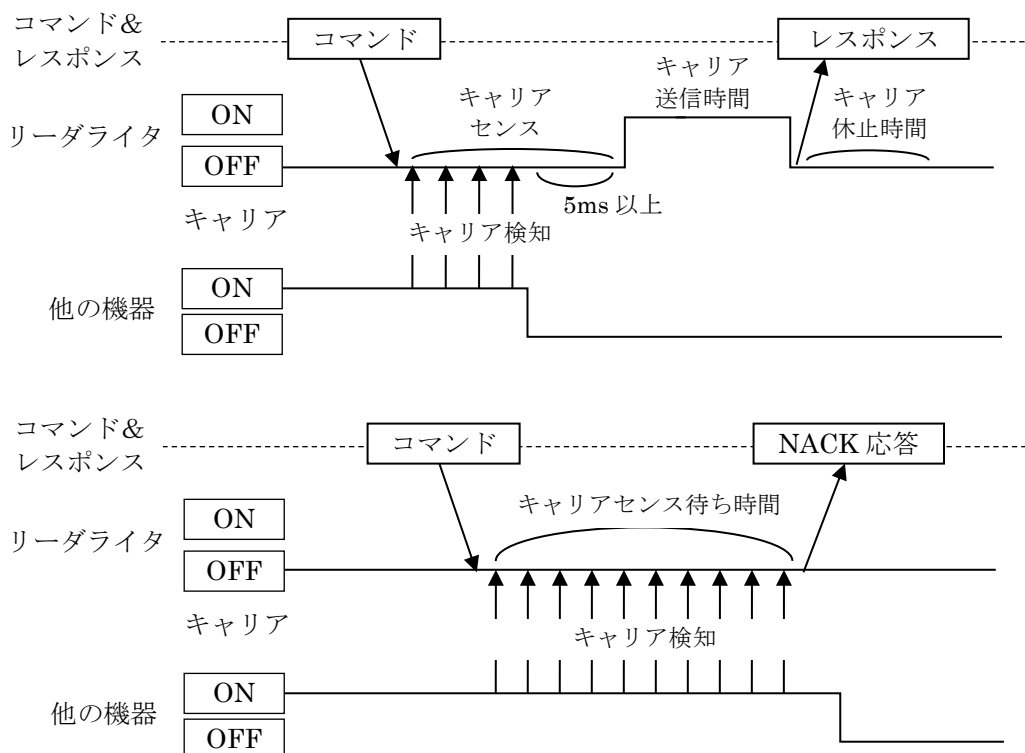 コマンド&
レスポンス
コマンド
レスポンス
キャリア
センス
キャリア
送信時間
キャリア
休止時間
リーダライタ
ON
OFF
5ms 以上
キャリア
キャリア検知
他の機器
ON
OFF
コマンド&
レスポンス
コマンド
NACK 応答
キャリアセンス待ち時間
リーダライタ
ON
OFF
キャリア
キャリア検知
他の機器
ON
OFF